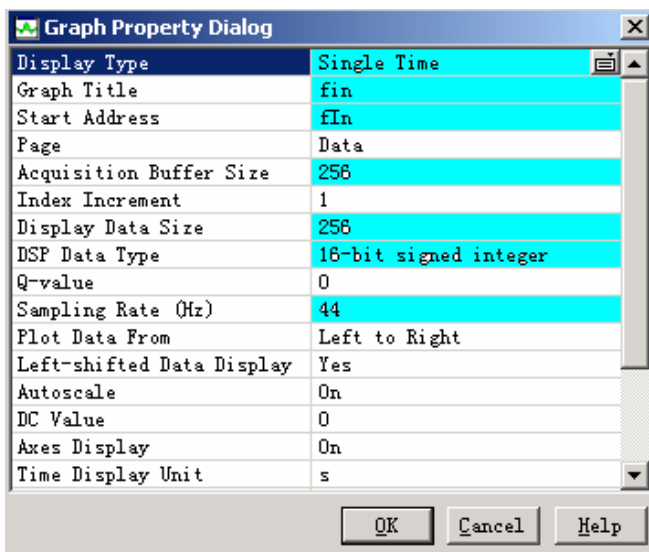 Graph Property Dialog
Display Type Single Time
Graph Title fin
Start Address fIn
Page Data
Acquisition Buffer Size 256
Index Increment 1
Display Data Size 256
DSP Data Type 16-bit signed integer
Q-value 0
Sampling Rate (Hz) 44
Plot Data From Left to Right
Left-shifted Data Display Yes
Autoscale On
DC Value 0
Axes Display On
Time Display Unit s
OK Cancel Help